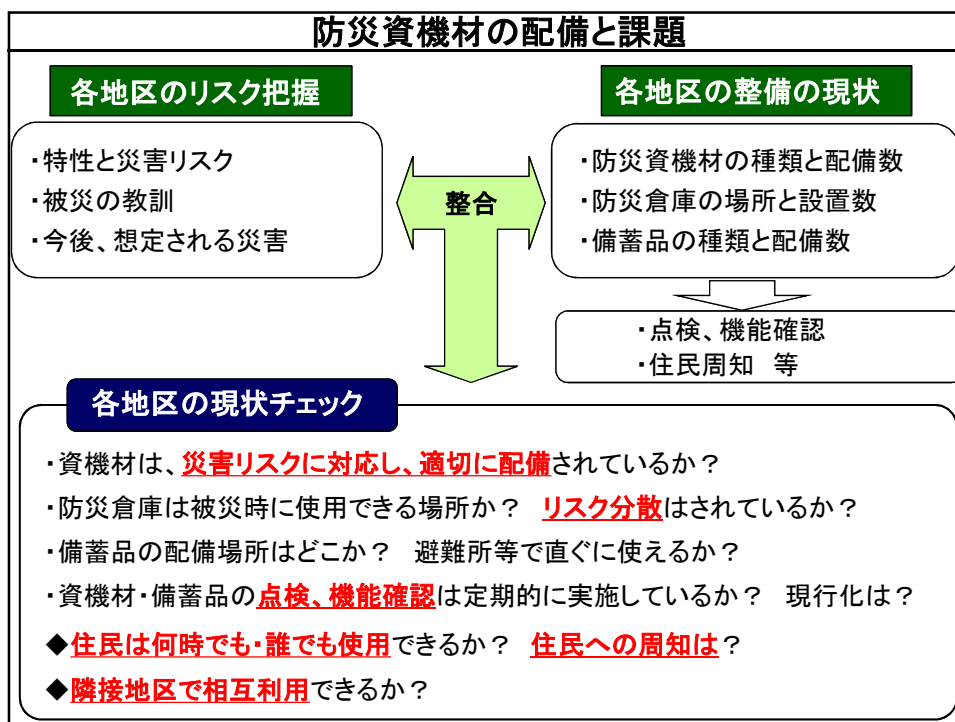 防災資機材の配備と課題
各地区のリスク把握
・特性と災害リスク
・被災の教訓
・今後、想定される災害
整合
各地区の整備の現状
・防災資機材の種類と配備数
・防災倉庫の場所と設置数
・備蓄品の種類と配備数
・点検、機能確認
・住民周知　等
各地区の現状チェック
・資機材は、災害リスクに対応し、適切に配備されているか？
・防災倉庫は被災時に使用できる場所か？　リスク分散はされているか？
・備蓄品の配備場所はどこか？　避難所等で直ぐに使えるか？
・資機材・備蓄品の点検、機能確認は定期的に実施しているか？　現行化は？
◆住民は何時でも・誰でも使用できるか？　住民への周知は？
◆隣接地区で相互利用できるか？